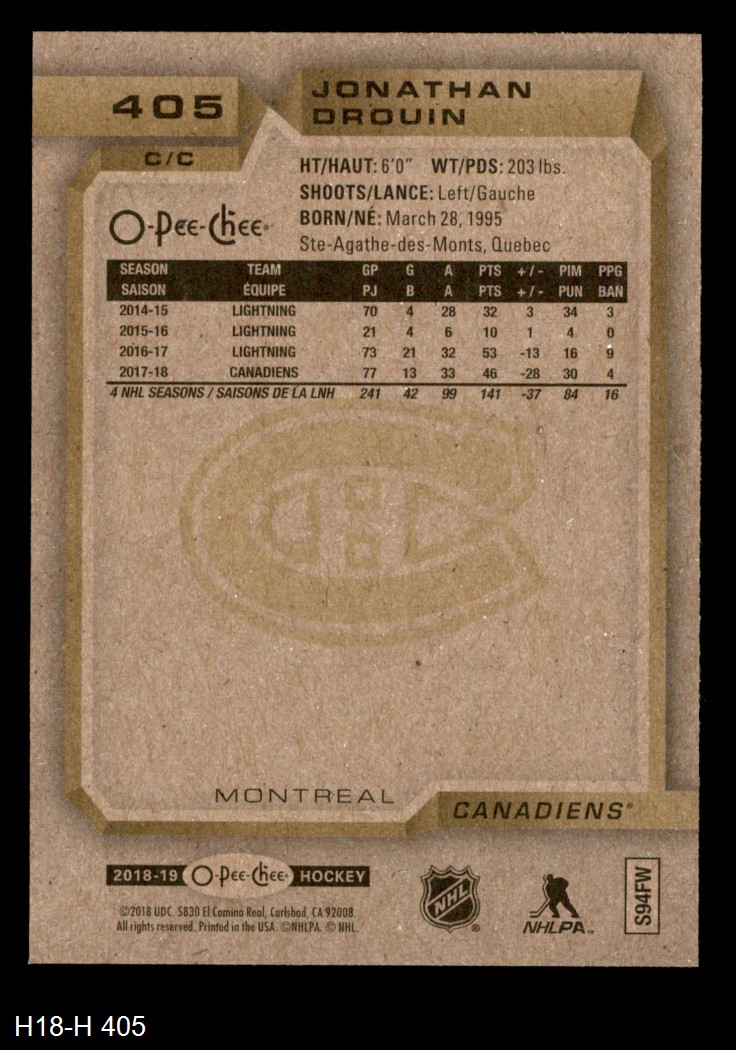 405
JONATHAN
DROUIN
C/C
HT/HAUT: 6'0" WT/PDS: 203 lbs.
SHOOTS/LANCE: Left/Gauche
BORN/NÉ: March 28, 1995
Ste-Agathe-des-Monts, Quebec
O-Pee-Chee
SEASON TEAM GP G A PTS +/- PIM PPG
SAISON ÉQUIPE PJ B A PTS +/- PUN BAN
2014-15 LIGHTNING 70 4 28 32 3 34 3
2015-16 LIGHTNING 21 4 6 10 1 4 0
2016-17 LIGHTNING 73 21 32 53 -13 16 9
2017-18 CANADIENS 77 13 33 46 -28 30 4
4 NHL SEASONS / SAISONS DE LA LNH 241 42 99 141 -37 84 16
MONTREAL
CANADIENS®
2018-19 O-Pee-Chee HOCKEY
©2018 UDC. 5830 El Camino Real, Carlsbad, CA 92008.
All rights reserved. Printed in the USA. ©NHLPA. © NHL.
NHL ®
NHLPA™
S94FW
H18-H 405